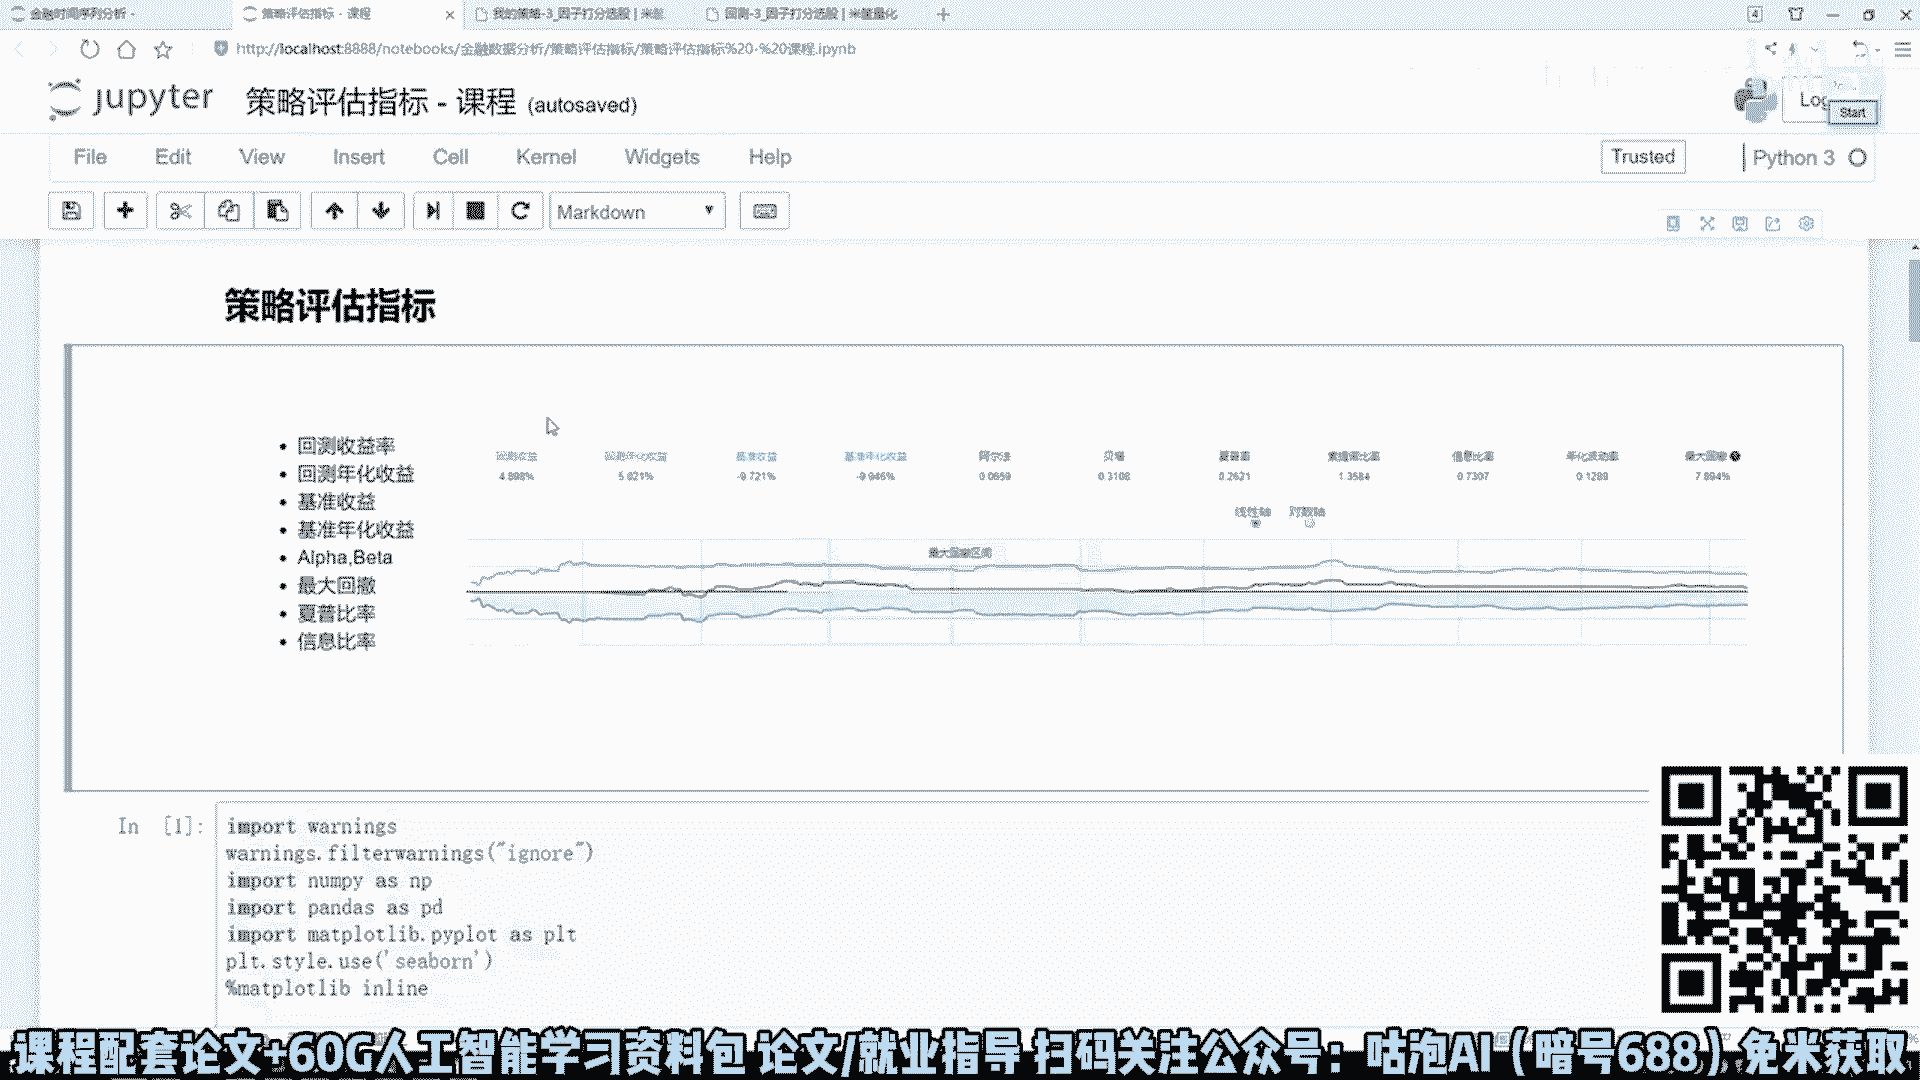 金融时间序列分析 -
策略评估指标 - 课程
我的策略-3_因子打分选股 | 米筐
回测-3_因子打分选股 | 米筐量化
4
http://localhost:8888/notebooks/金融数据分析/策略评估指标/策略评估指标%20-%20课程.ipynb
jupyter 策略评估指标 - 课程 (autosaved)
Start
File Edit View Insert Cell Kernel Widgets Help
Trusted
Python 3
Markdown
策略评估指标
回测收益率
回测年化收益
基准收益
基准年化收益
Alpha,Beta
最大回撤
夏普比率
信息比率
回测收益 回测年化收益 基准收益 基准年化收益 阿尔法 贝塔 夏普率 索提诺比率 信息比率 年化波动率 最大回撤
4.898% 5.021% -9.721% -9.946% 0.0659 0.3108 0.2621 1.3584 0.7307 0.1289 7.894%
线性轴 对数轴
最大回撤区间
In [1]:
import warnings
warnings.filterwarnings("ignore")
import numpy as np
import pandas as pd
import matplotlib.pyplot as plt
plt.style.use('seaborn')
%matplotlib inline
课程配套论文+60G人工智能学习资料包 论文/就业指导 扫码关注公众号：咕泡AI（暗号688）免米获取